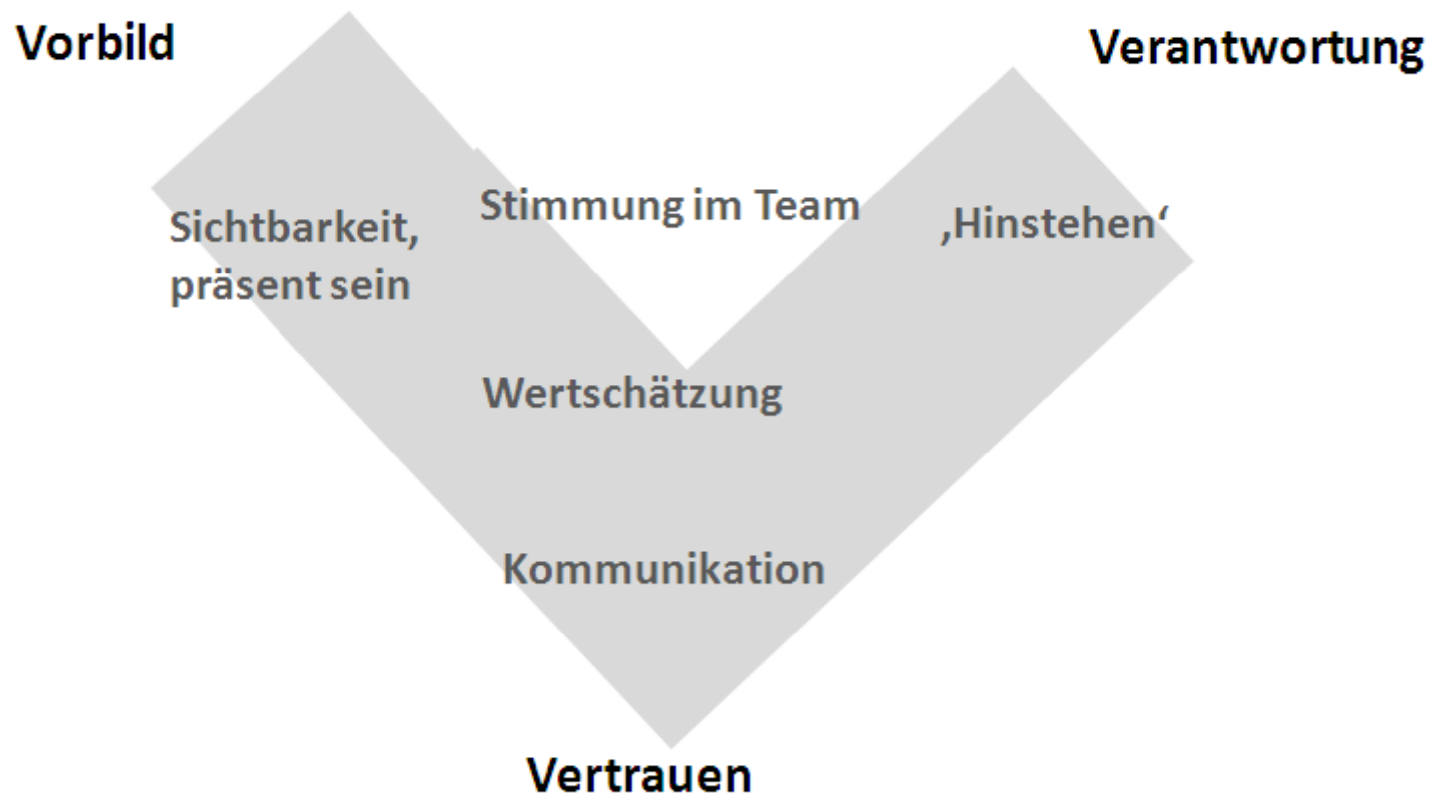 Vorbild
Verantwortung
Stimmung im Team
Sichtbarkeit,
präsent sein
‚Hinstehen‘
Wertschätzung
Kommunikation
Vertrauen